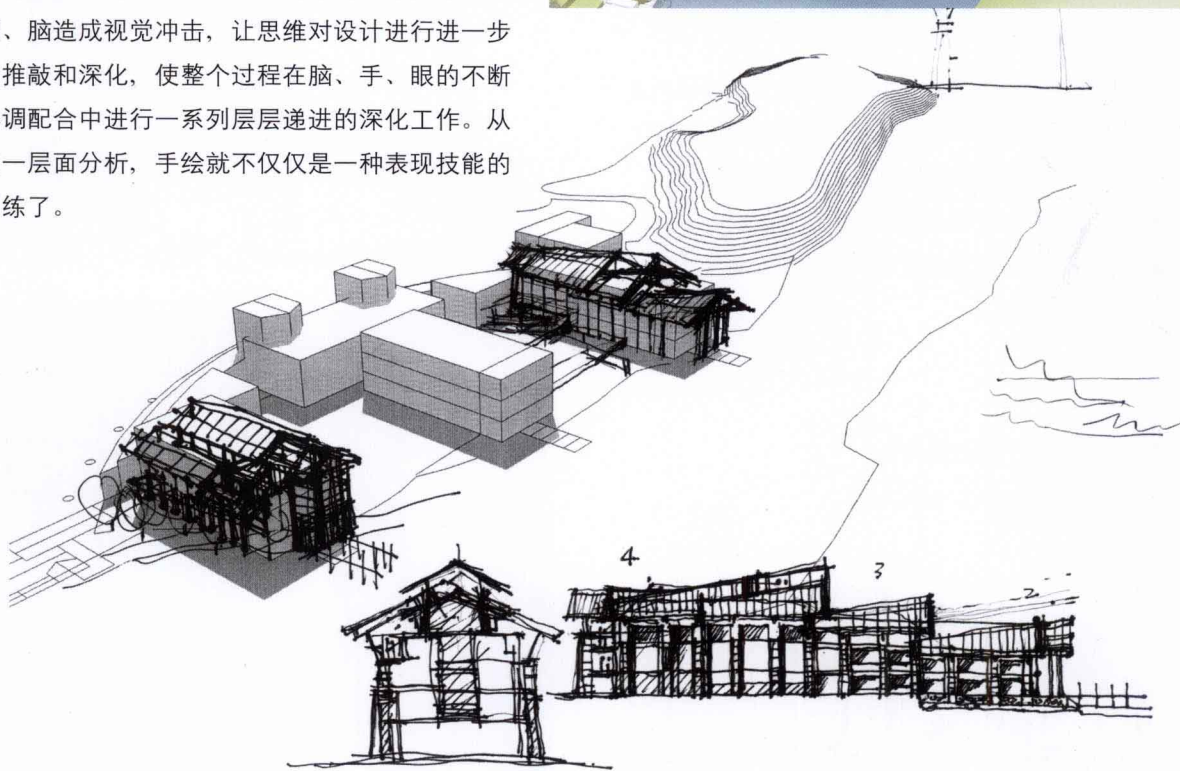 、脑造成视觉冲击，让思维对设计进行进一步
推敲和深化，使整个过程在脑、手、眼的不断
调配合中进行一系列层层递进的深化工作。从
一层面分析，手绘就不仅仅是一种表现技能的
练了。
4
3
2